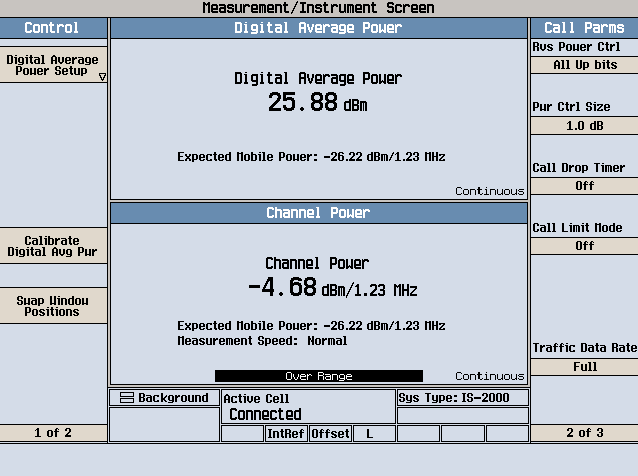 Measurement/Instrument Screen
Control
Digital Average
Power Setup
Calibrate
Digital Avg Pwr
Swap Window
Positions
1 of 2
Digital Average Power
Digital Average Power
25.88 dBm
Expected Mobile Power: -26.22 dBm/1.23 MHz
Continuous
Channel Power
Channel Power
-4.68 dBm/1.23 MHz
Expected Mobile Power: -26.22 dBm/1.23 MHz
Measurement Speed: Normal
Over Range
Continuous
Background
Active Cell
Connected
Sys Type: IS-2000
IntRef
Offset
L
Call Parms
Rvs Power Ctrl
All Up bits
Pwr Ctrl Size
1.0 dB
Call Drop Timer
Off
Call Limit Mode
Off
Traffic Data Rate
Full
2 of 3